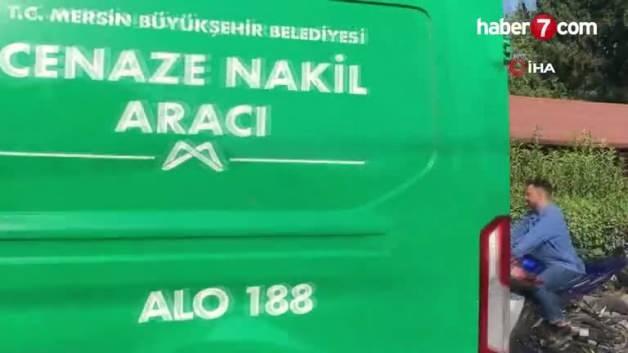 T.C. MERSİN BÜYÜKŞEHİR BELEDİYESİ
CENAZE NAKİL
ARACI
ALO 188
haber7com
İHA